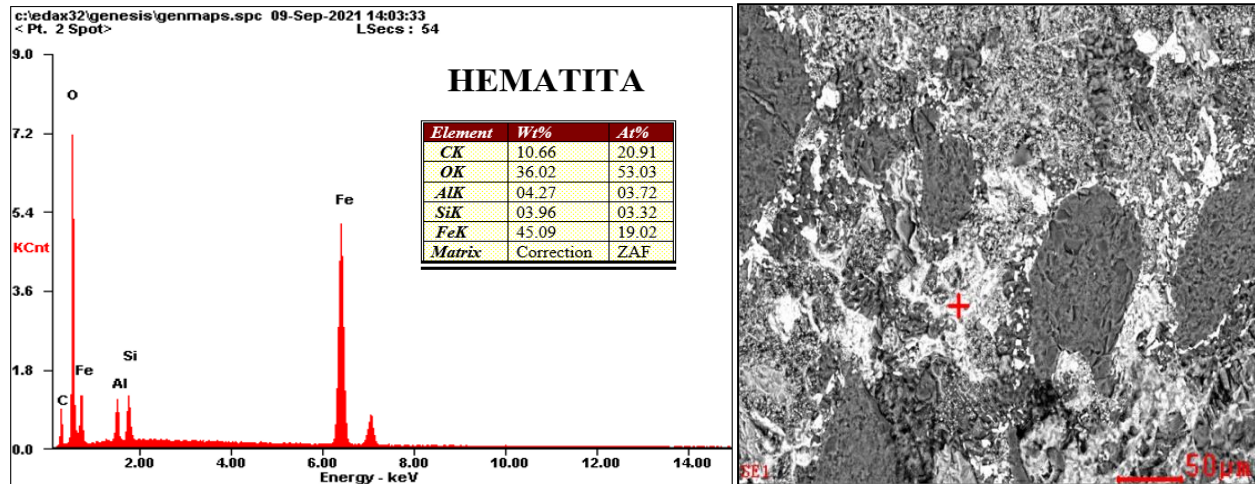 c:\edax32\genesis\genmaps.spc 09-Sep-2021 14:03:33
< Pt. 2 Spot> LSecs : 54
9.0
7.2
5.4
KCnt
3.6
1.8
0.0
O
Fe
C
Al
Si
Fe
HEMATITA
Element Wt% At%
CK 10.66 20.91
OK 36.02 53.03
AlK 04.27 03.72
SiK 03.96 03.32
FeK 45.09 19.02
Matrix Correction ZAF
2.00 4.00 6.00 8.00 10.00 12.00 14.00
Energy - keV
SE1
50µm